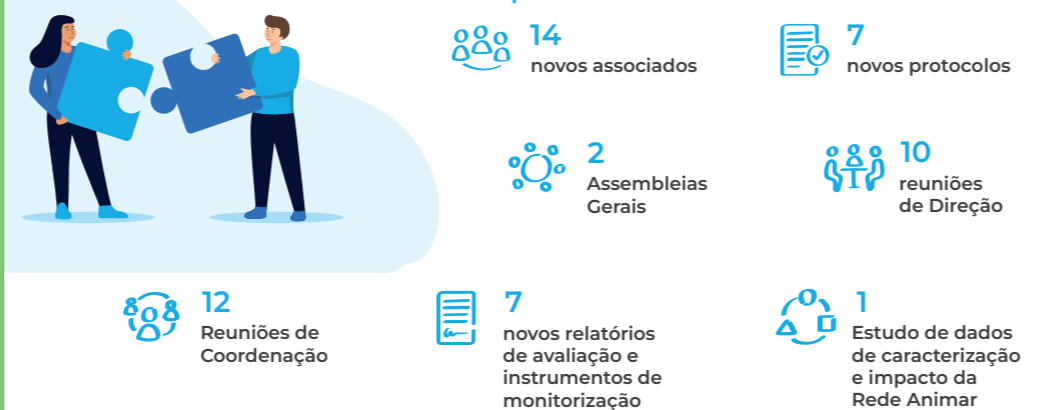 14
novos associados
7
novos protocolos
2
Assembleias
Gerais
10
reuniões
de Direção
12
Reuniões de
Coordenação
7
novos relatórios
de avaliação e
instrumentos de
monitorização
1
Estudo de dados
de caracterização
e impacto da
Rede Animar